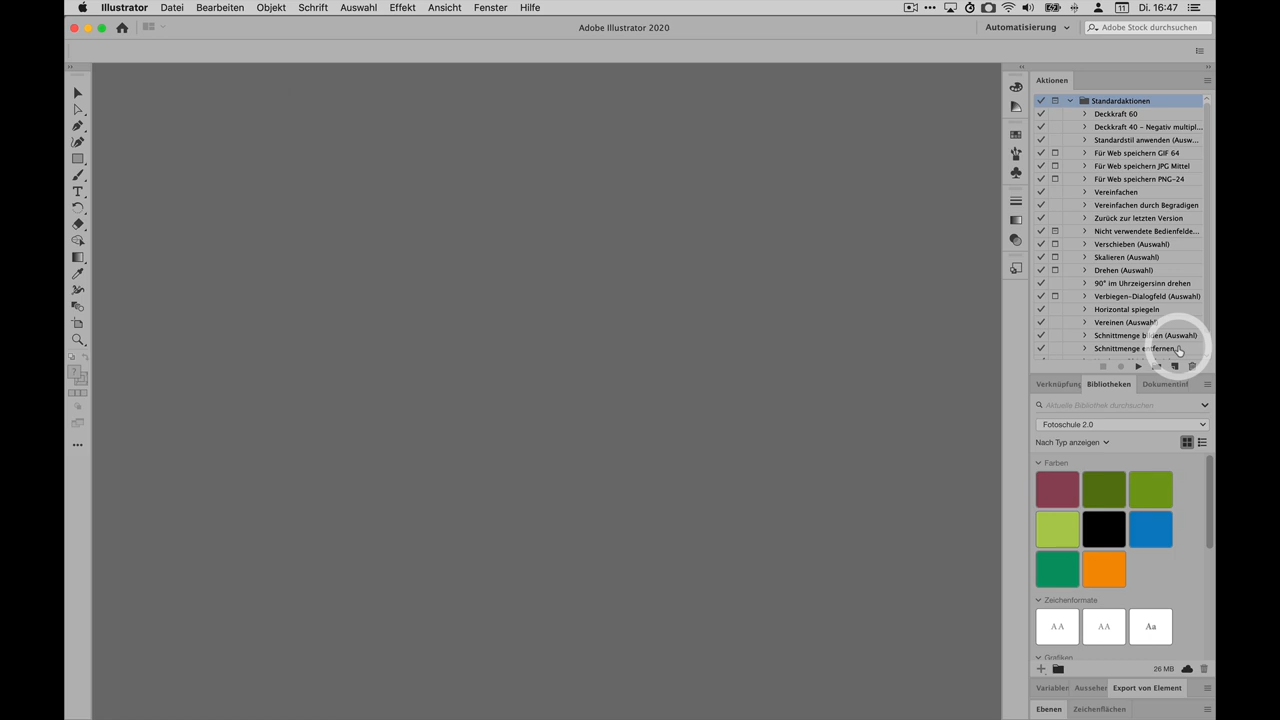 Illustrator Datei Bearbeiten Objekt Schrift Auswahl Effekt Ansicht Fenster Hilfe
11 Di. 16:47
Adobe Illustrator 2020
Automatisierung
Adobe Stock durchsuchen
Aktionen
Standardaktionen
Deckkraft 60
Deckkraft 40 – Negativ multipl...
Standardstil anwenden (Ausw...
Für Web speichern GIF 64
Für Web speichern JPG Mittel
Für Web speichern PNG-24
Vereinfachen
Vereinfachen durch Begradigen
Zurück zur letzten Version
Nicht verwendete Bedienfelde...
Verschieben (Auswahl)
Skalieren (Auswahl)
Drehen (Auswahl)
90° im Uhrzeigersinn drehen
Verbiegen-Dialogfeld (Auswahl)
Horizontal spiegeln
Vereinen (Auswahl)
Schnittmenge bilden (Auswahl)
Schnittmenge entfernen
Verknüpfung Bibliotheken Dokumentinf
Aktuelle Bibliothek durchsuchen
Fotoschule 2.0
Nach Typ anzeigen
Farben
Zeichenformate
A A
A A
Aa
Grafiken
26 MB
Variablen Aussehen Export von Element
Ebenen Zeichenflächen